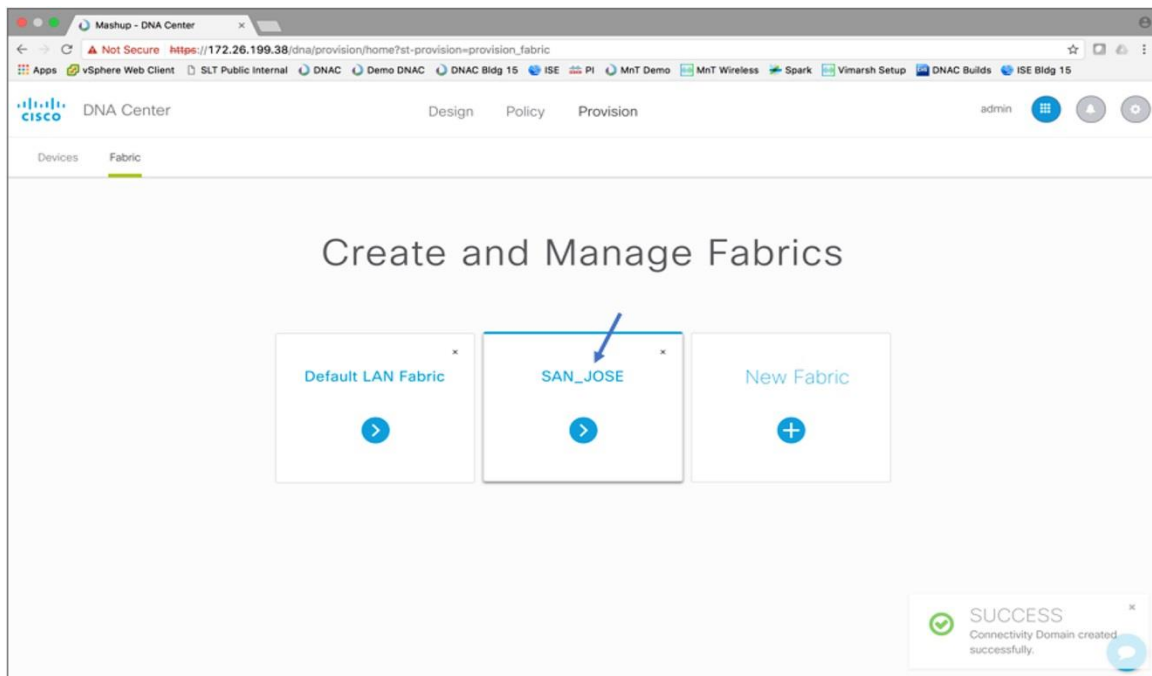 Mashup - DNA Center
Not Secure https://172.26.199.38/dna/provision/home?st-provision=provision_fabric
Apps vSphere Web Client SLT Public Internal DNAC Demo DNAC DNAC Bldg 15 ISE PI MnT Demo MnT Wireless Spark Vimarsh Setup DNAC Builds ISE Bldg 15
CISCO DNA Center Design Policy Provision admin
Devices Fabric
Create and Manage Fabrics
Default LAN Fabric SAN_JOSE New Fabric
SUCCESS
Connectivity Domain created
successfully.